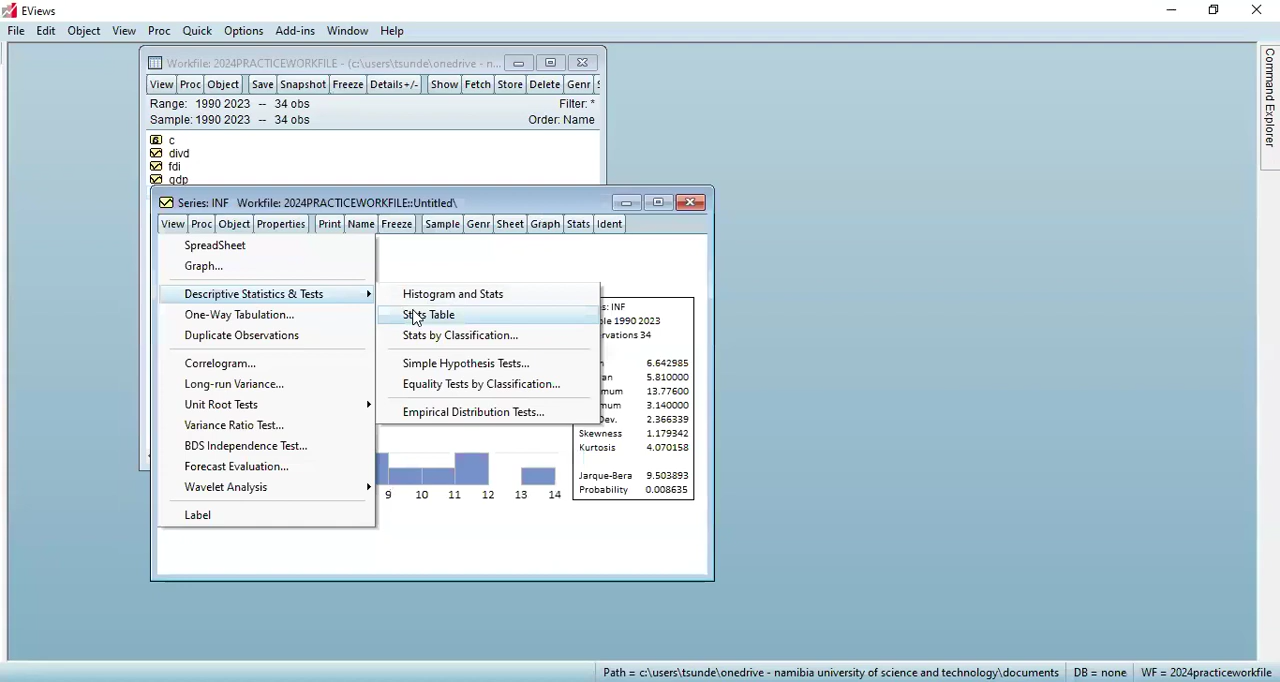 EViews
File Edit Object View Proc Quick Options Add-ins Window Help
Command Explorer
Workfile: 2024PRACTICEWORKFILE - (c:\users\tsunde\onedrive - n...
View Proc Object Save Snapshot Freeze Details+/- Show Fetch Store Delete Genr
Range: 1990 2023 -- 34 obs Filter: *
Sample: 1990 2023 -- 34 obs Order: Name
c
divd
fdi
gdp
Series: INF Workfile: 2024PRACTICEWORKFILE::Untitled\
View Proc Object Properties Print Name Freeze Sample Genr Sheet Graph Stats Ident
SpreadSheet
Graph...
Descriptive Statistics & Tests
One-Way Tabulation...
Duplicate Observations
Correlogram...
Long-run Variance...
Unit Root Tests
Variance Ratio Test...
BDS Independence Test...
Forecast Evaluation...
Wavelet Analysis
Label
Histogram and Stats
Stats Table
Stats by Classification...
Simple Hypothesis Tests...
Equality Tests by Classification...
Empirical Distribution Tests...
: INF
1990 2023
34
6.642985
5.810000
13.77600
3.140000
2.366339
Skewness 1.179342
Kurtosis 4.070158
Jarque-Bera 9.503893
Probability 0.008635
9 10 11 12 13 14
Path = c:\users\tsunde\onedrive - namibia university of science and technology\documents DB = none WF = 2024practiceworkfile